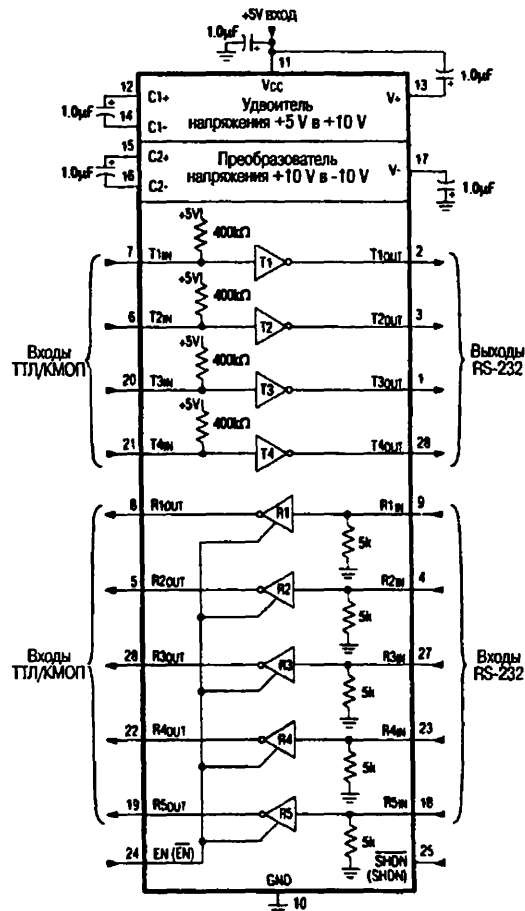 +5V вход
1.0µF
11
1.0µF
12
13
1.0µF
C1+
Vcc
V+
Удвоитель
напряжения +5 V в +10 V
14
C1-
15
C2+
1.0µF
Преобразователь
напряжения +10 V в -10 V
V-
17
16
C2-
1.0µF
+5V
400kΩ
7
T1IN
T1
T1OUT
2
+5V
400kΩ
6
T2IN
T2
T2OUT
3
Входы
ТТЛ/КМОП
Выходы
RS-232
+5V
400kΩ
20
T3IN
T3
T3OUT
1
+5V
400kΩ
21
T4IN
T4
T4OUT
28
8
R1OUT
R1
R1IN
9
5k
5
R2OUT
R2
R2IN
4
5k
Входы
ТТЛ/КМОП
Входы
RS-232
26
R3OUT
R3
R3IN
27
5k
22
R4OUT
R4
R4IN
23
5k
19
R5OUT
R5
R5IN
18
5k
24
EN (EN)
SHDN
(SHDN)
25
GND
10